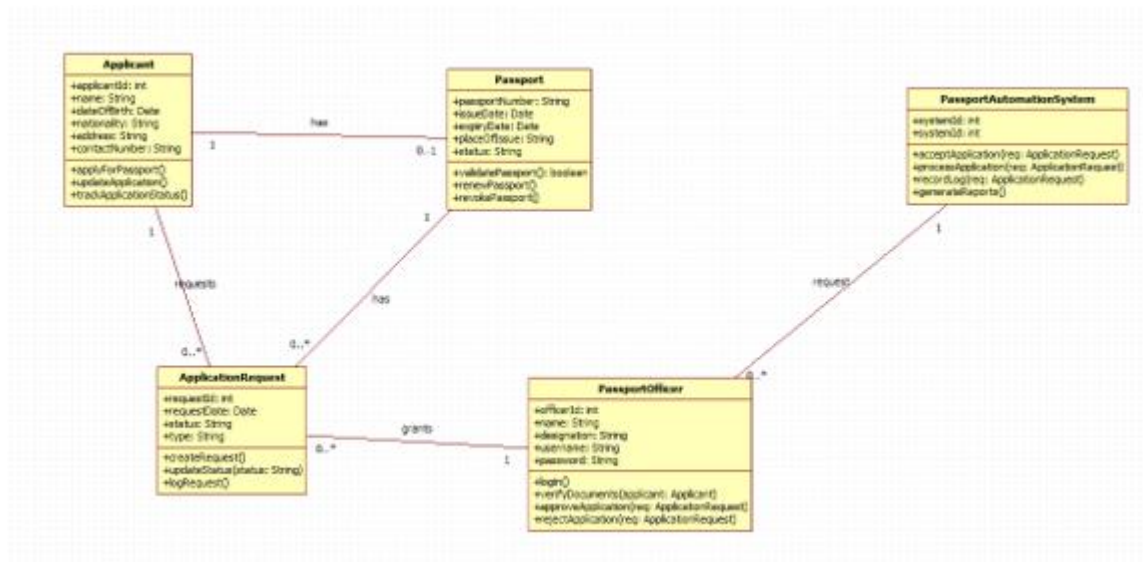 Applicant
+applicantId: int
+name: String
+dateOfBirth: Date
+nationality: String
+address: String
+contactNumber: String
+applyForPassport()
+updateApplication()
+trackApplicationStatus()
has
1
0..1
Passport
+passportNumber: String
+issueDate: Date
+expiryDate: Date
+placeOfIssue: String
+status: String
+validatePassport(): boolean
+renewPassport()
+revokePassport()
PassportAutomationSystem
+systemId: int
+systemId: int
+acceptApplication(req: ApplicationRequest)
+processApplication(req: ApplicationRequest)
+recordLog(req: ApplicationRequest)
+generateReports()
1
requests
0..*
1
has
0..*
1
request
0..*
ApplicationRequest
+requestId: int
+requestDate: Date
+status: String
+type: String
+createRequest()
+updateStatus(status: String)
+logRequest()
grants
0..*
1
PassportOfficer
+officerId: int
+name: String
+designation: String
+username: String
+password: String
+login()
+verifyDocuments(applicant: Applicant)
+approveApplication(req: ApplicationRequest)
+rejectApplication(req: ApplicationRequest)